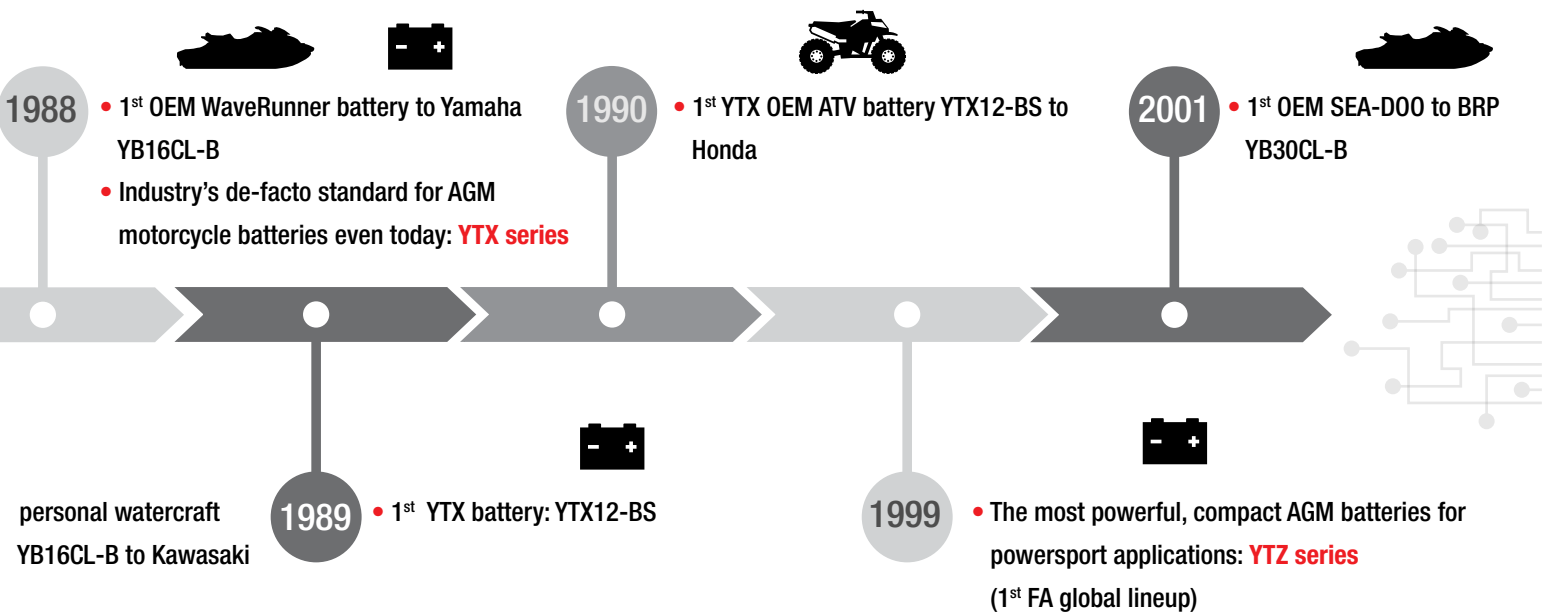 1988
• 1st OEM WaveRunner battery to Yamaha
YB16CL-B
• Industry's de-facto standard for AGM
motorcycle batteries even today: YTX series
1990
• 1st YTX OEM ATV battery YTX12-BS to
Honda
2001
• 1st OEM SEA-DOO to BRP
YB30CL-B
personal watercraft
YB16CL-B to Kawasaki
1989
• 1st YTX battery: YTX12-BS
1999
• The most powerful, compact AGM batteries for
powersport applications: YTZ series
(1st FA global lineup)